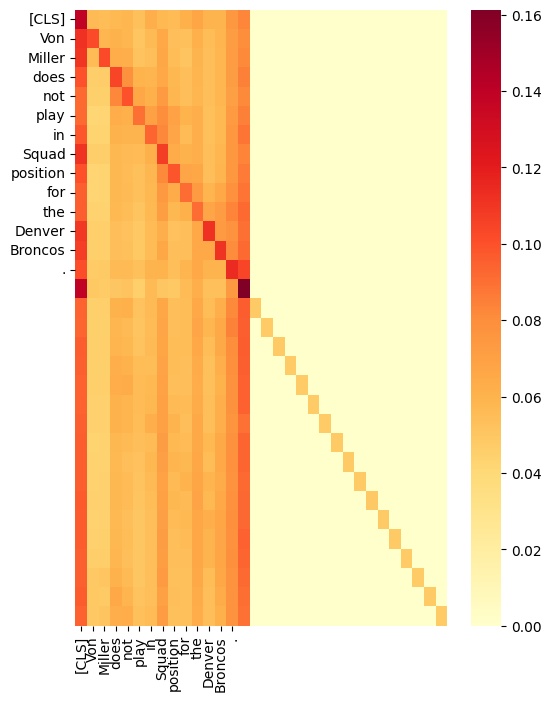 [CLS]
Von
Miller
does
not
play
in
Squad
position
for
the
Denver
Broncos
.
0.16
0.14
0.12
0.10
0.08
0.06
0.04
0.02
0.00
[CLS]
Von
Miller
does
not
play
in
Squad
position
for
the
Denver
Broncos
.